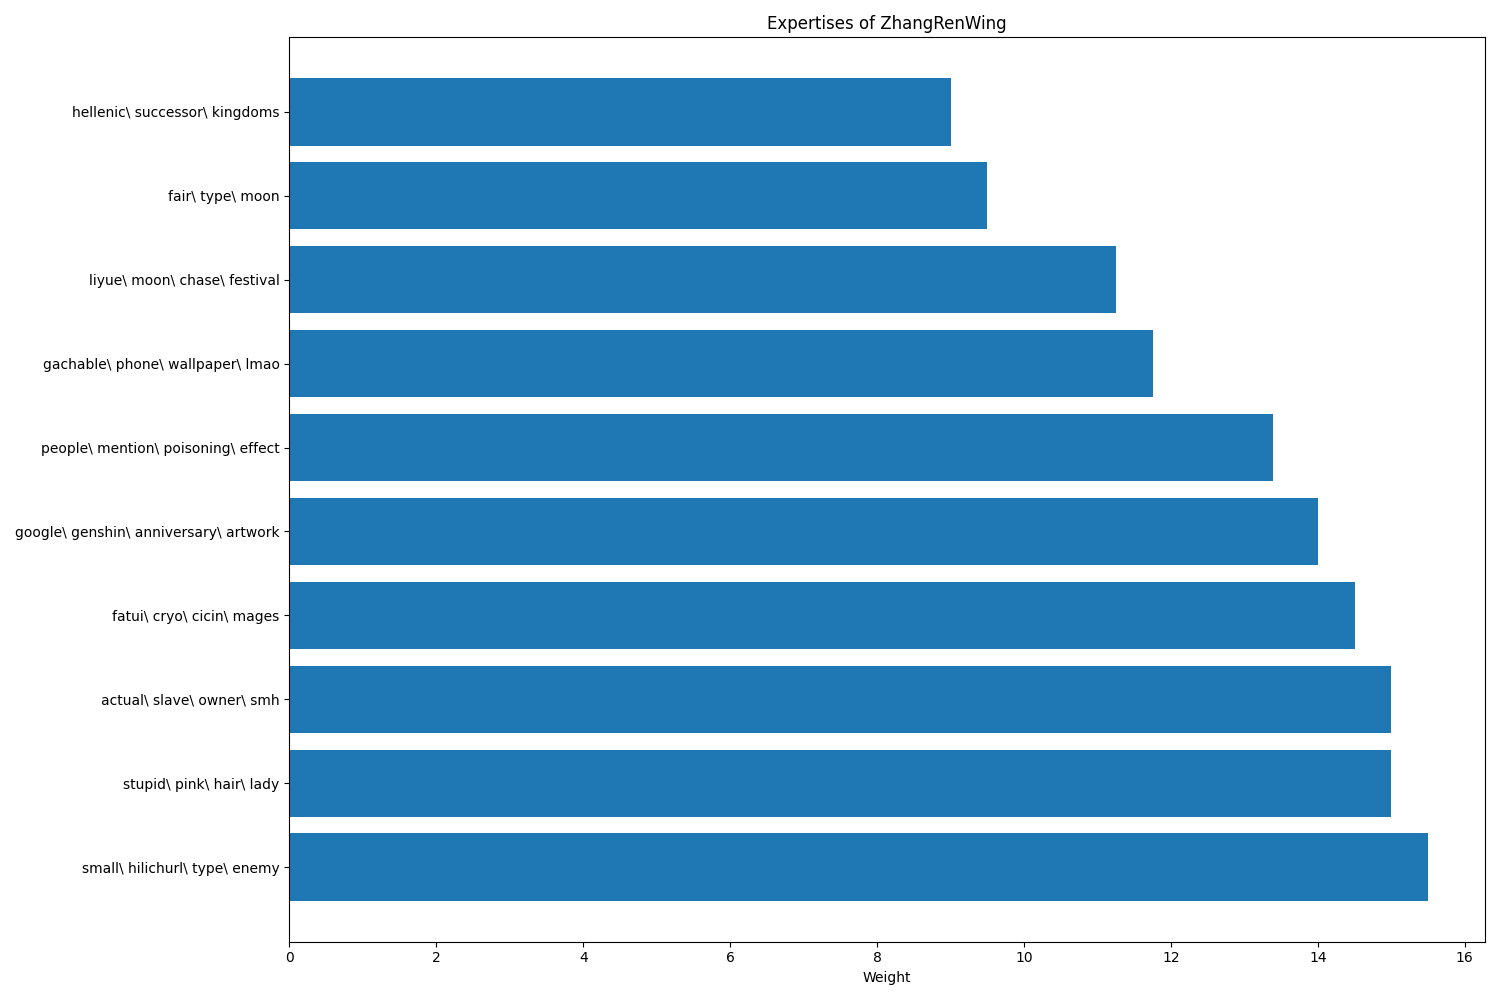 Expertises of ZhangRenWing
hellenic\ successor\ kingdoms
fair\ type\ moon
liyue\ moon\ chase\ festival
gachable\ phone\ wallpaper\ lmao
people\ mention\ poisoning\ effect
google\ genshin\ anniversary\ artwork
fatui\ cryo\ cicin\ mages
actual\ slave\ owner\ smh
stupid\ pink\ hair\ lady
small\ hilichurl\ type\ enemy
0 2 4 6 8 10 12 14 16
Weight